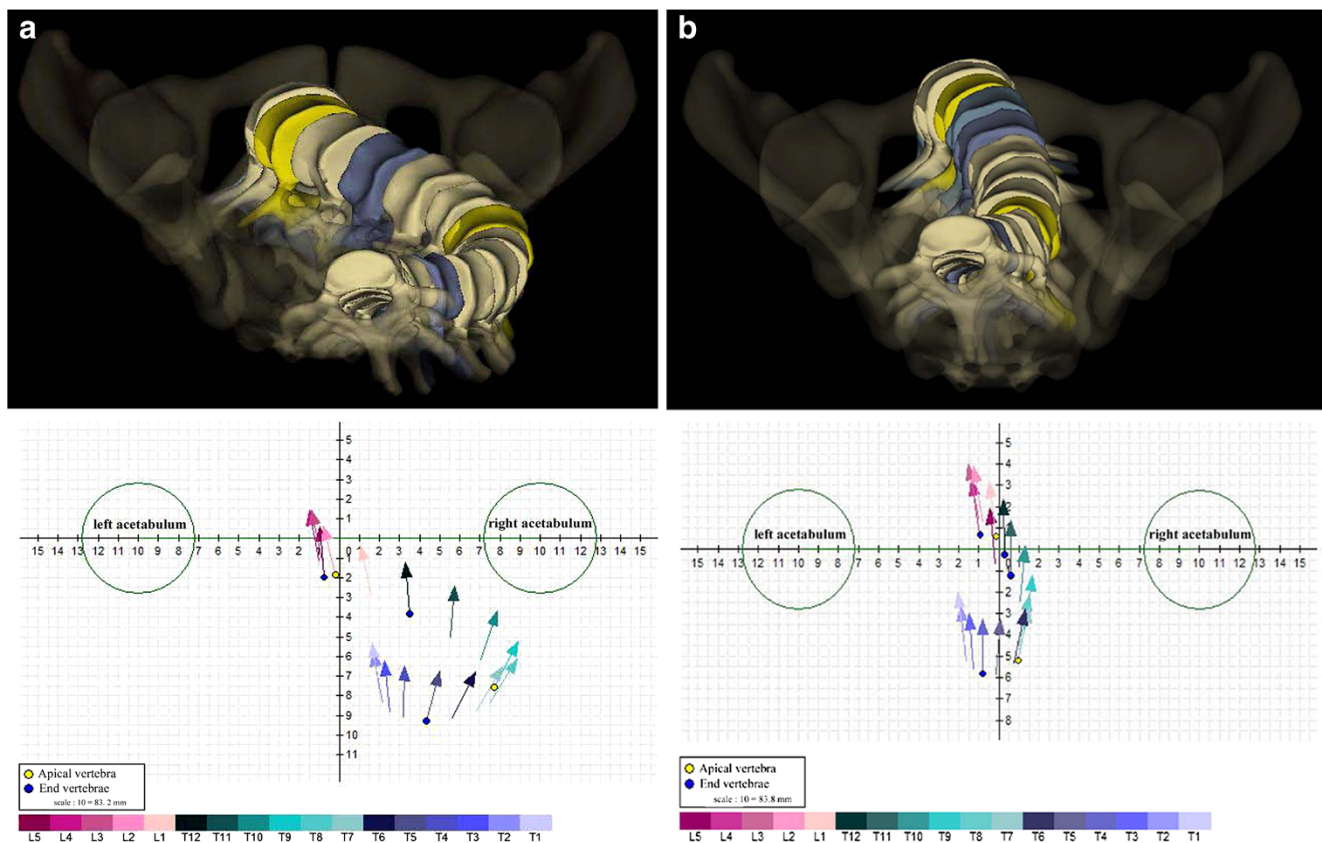 a
5
4
3
2
1
left acetabulum
right acetabulum
15 14 13 12 11 10 9 8 7 6 5 4 3 2 1 0 1 2 3 4 5 6 7 8 9 10 11 12 13 14 15
2
3
4
5
6
7
8
9
10
11
Apical vertebra
End vertebrae
scale : 10 = 83. 2 mm
L5 L4 L3 L2 L1 T12 T11 T10 T9 T8 T7 T6 T5 T4 T3 T2 T1
b
5
4
3
2
1
left acetabulum
right acetabulum
15 14 13 12 11 10 9 8 7 6 5 4 3 2 1 0 1 2 3 4 5 6 7 8 9 10 11 12 13 14 15
2
3
4
5
6
7
8
Apical vertebra
End vertebrae
scale : 10 = 83.8 mm
L5 L4 L3 L2 L1 T12 T11 T10 T9 T8 T7 T6 T5 T4 T3 T2 T1